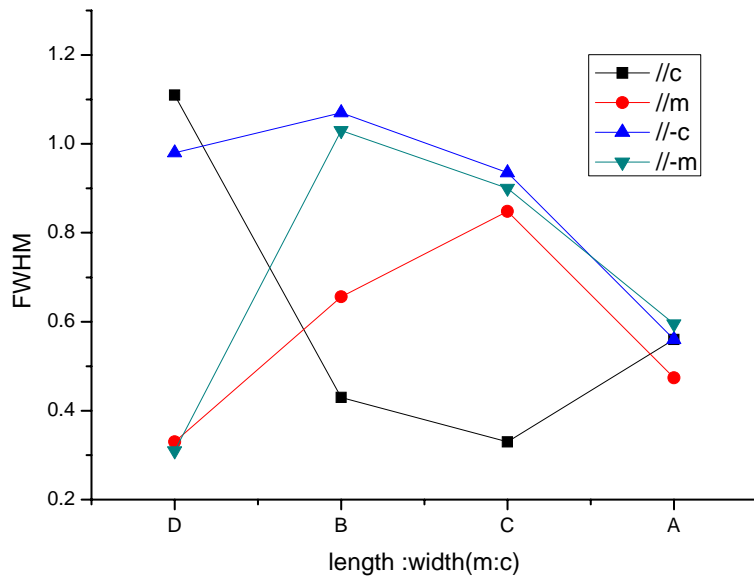 1.2
1.0
0.8
0.6
0.4
0.2
FWHM
//c
//m
//-c
//-m
D B C A
length :width(m:c)